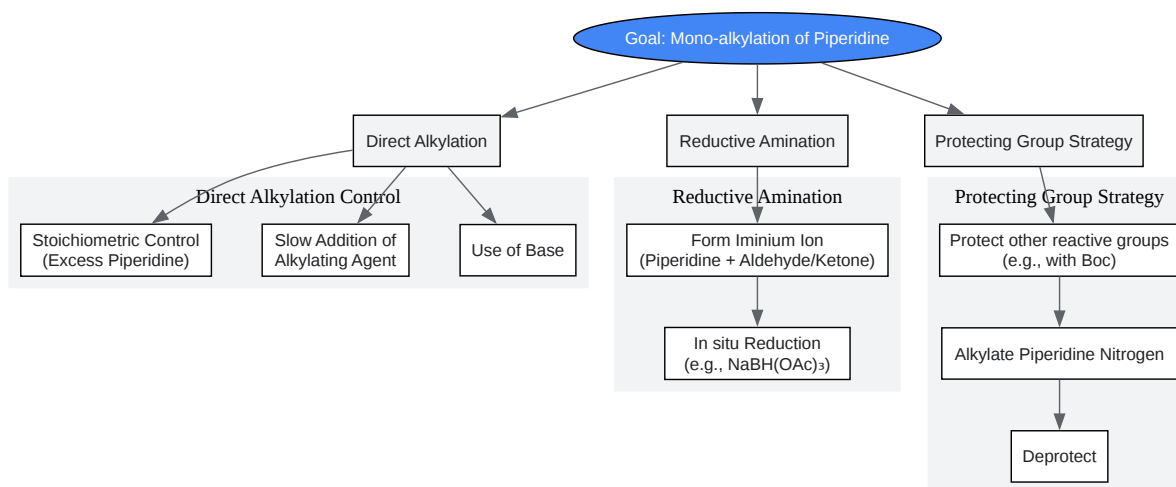 Goal: Mono-alkylation of Piperidine
Direct Alkylation
Reductive Amination
Protecting Group Strategy
Direct Alkylation Control
Reductive Amination
Protecting Group Strategy
Stoichiometric Control
(Excess Piperidine)
Slow Addition of
Alkylating Agent
Use of Base
Form Iminium Ion
(Piperidine + Aldehyde/Ketone)
Protect other reactive groups
(e.g., with Boc)
In situ Reduction
(e.g., NaBH(OAc)₃)
Alkylate Piperidine Nitrogen
Deprotect